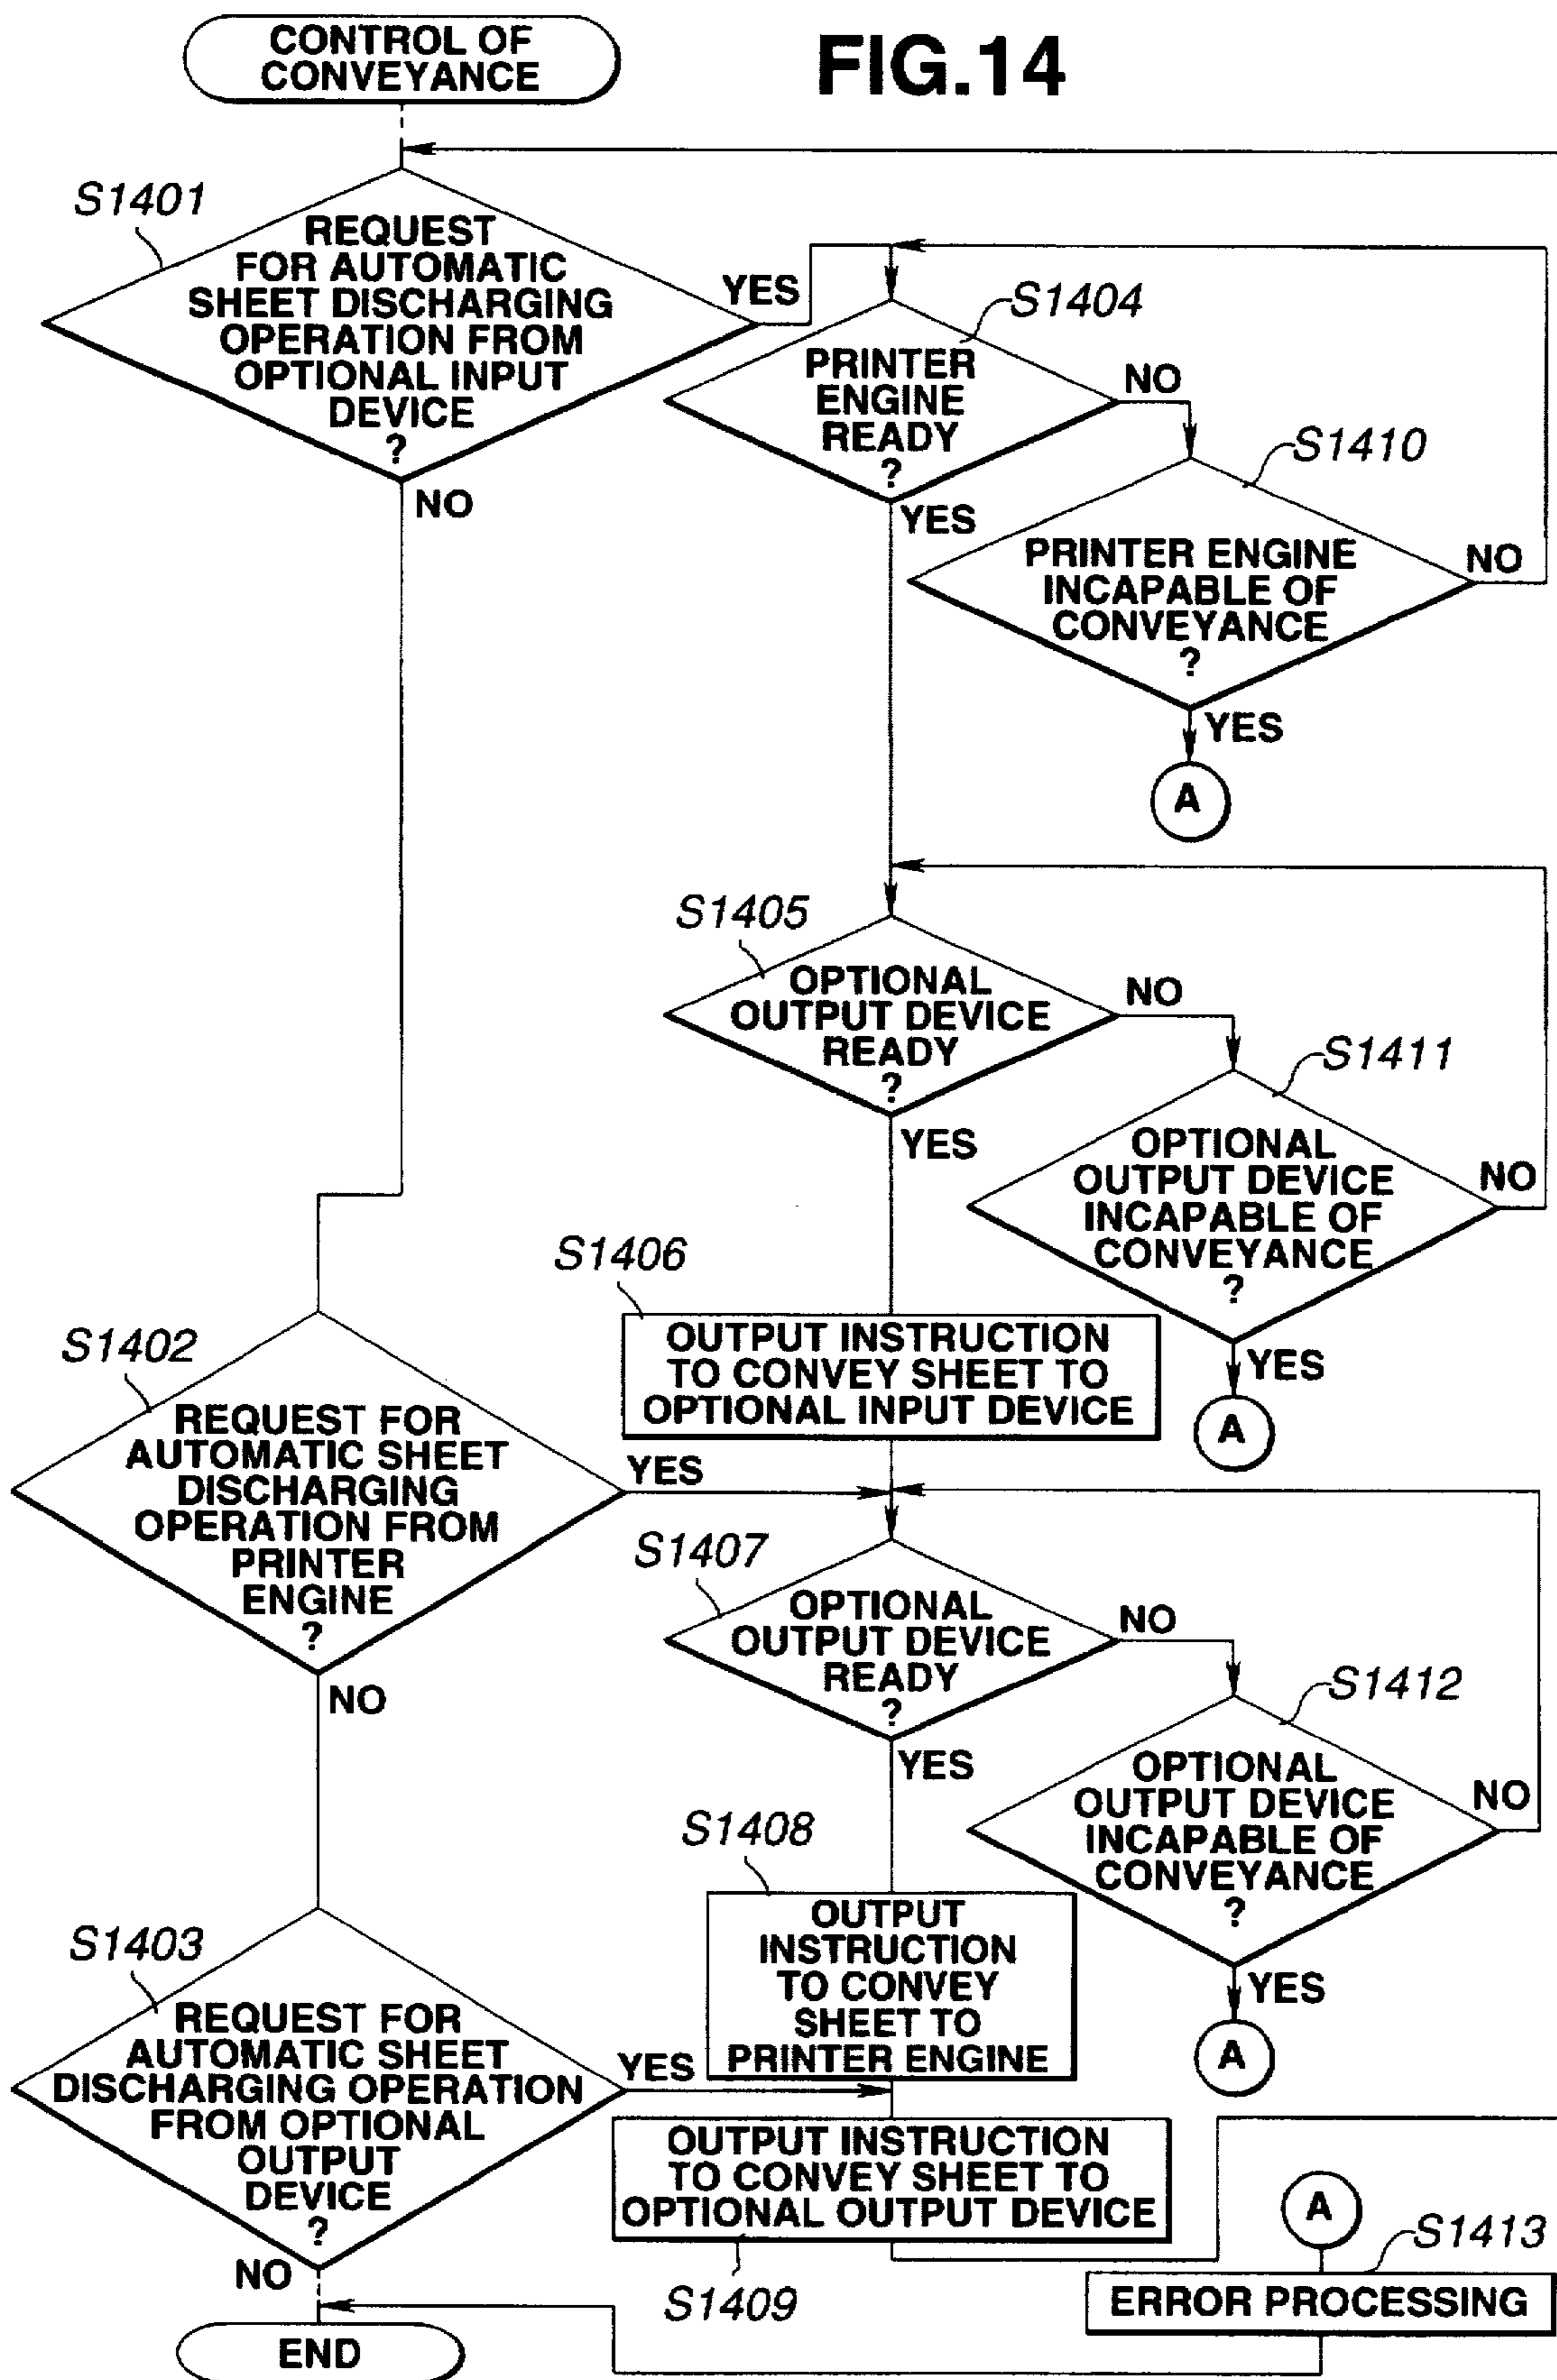 CONTROL OF
CONVEYANCE
FIG.14
S1401
REQUEST
FOR AUTOMATIC
SHEET DISCHARGING
OPERATION FROM
OPTIONAL INPUT
DEVICE
?
YES
NO
S1404
PRINTER
ENGINE
READY
?
NO
YES
S1410
PRINTER ENGINE
INCAPABLE OF
CONVEYANCE
?
NO
YES
A
S1405
OPTIONAL
OUTPUT DEVICE
READY
?
NO
YES
S1411
OPTIONAL
OUTPUT DEVICE
INCAPABLE OF
CONVEYANCE
?
NO
YES
A
S1406
OUTPUT INSTRUCTION
TO CONVEY SHEET TO
OPTIONAL INPUT DEVICE
S1402
REQUEST FOR
AUTOMATIC SHEET
DISCHARGING
OPERATION FROM
PRINTER
ENGINE
?
YES
NO
S1407
OPTIONAL
OUTPUT DEVICE
READY
?
NO
YES
S1412
OPTIONAL
OUTPUT DEVICE
INCAPABLE OF
CONVEYANCE
?
NO
YES
A
S1408
OUTPUT
INSTRUCTION
TO CONVEY
SHEET TO
PRINTER ENGINE
S1403
REQUEST FOR
AUTOMATIC SHEET
DISCHARGING OPERATION
FROM OPTIONAL
OUTPUT
DEVICE
?
YES
NO
OUTPUT INSTRUCTION
TO CONVEY SHEET TO
OPTIONAL OUTPUT DEVICE
S1409
A
S1413
ERROR PROCESSING
END